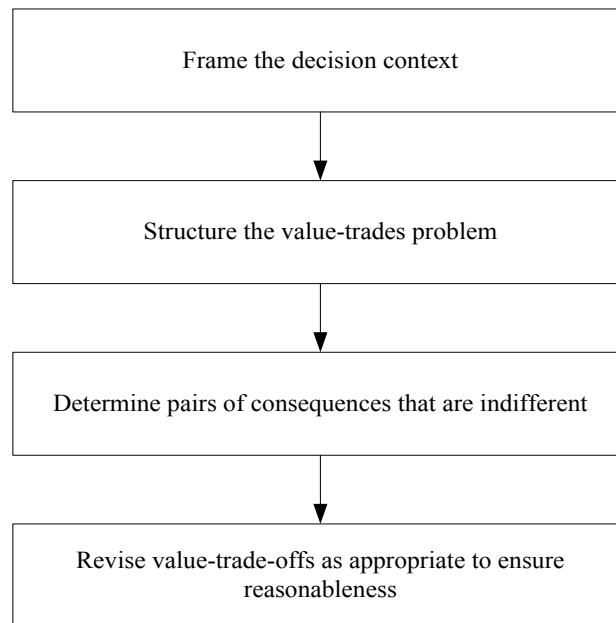 Frame the decision context
Structure the value-trades problem
Determine pairs of consequences that are indifferent
Revise value-trade-offs as appropriate to ensure
reasonableness